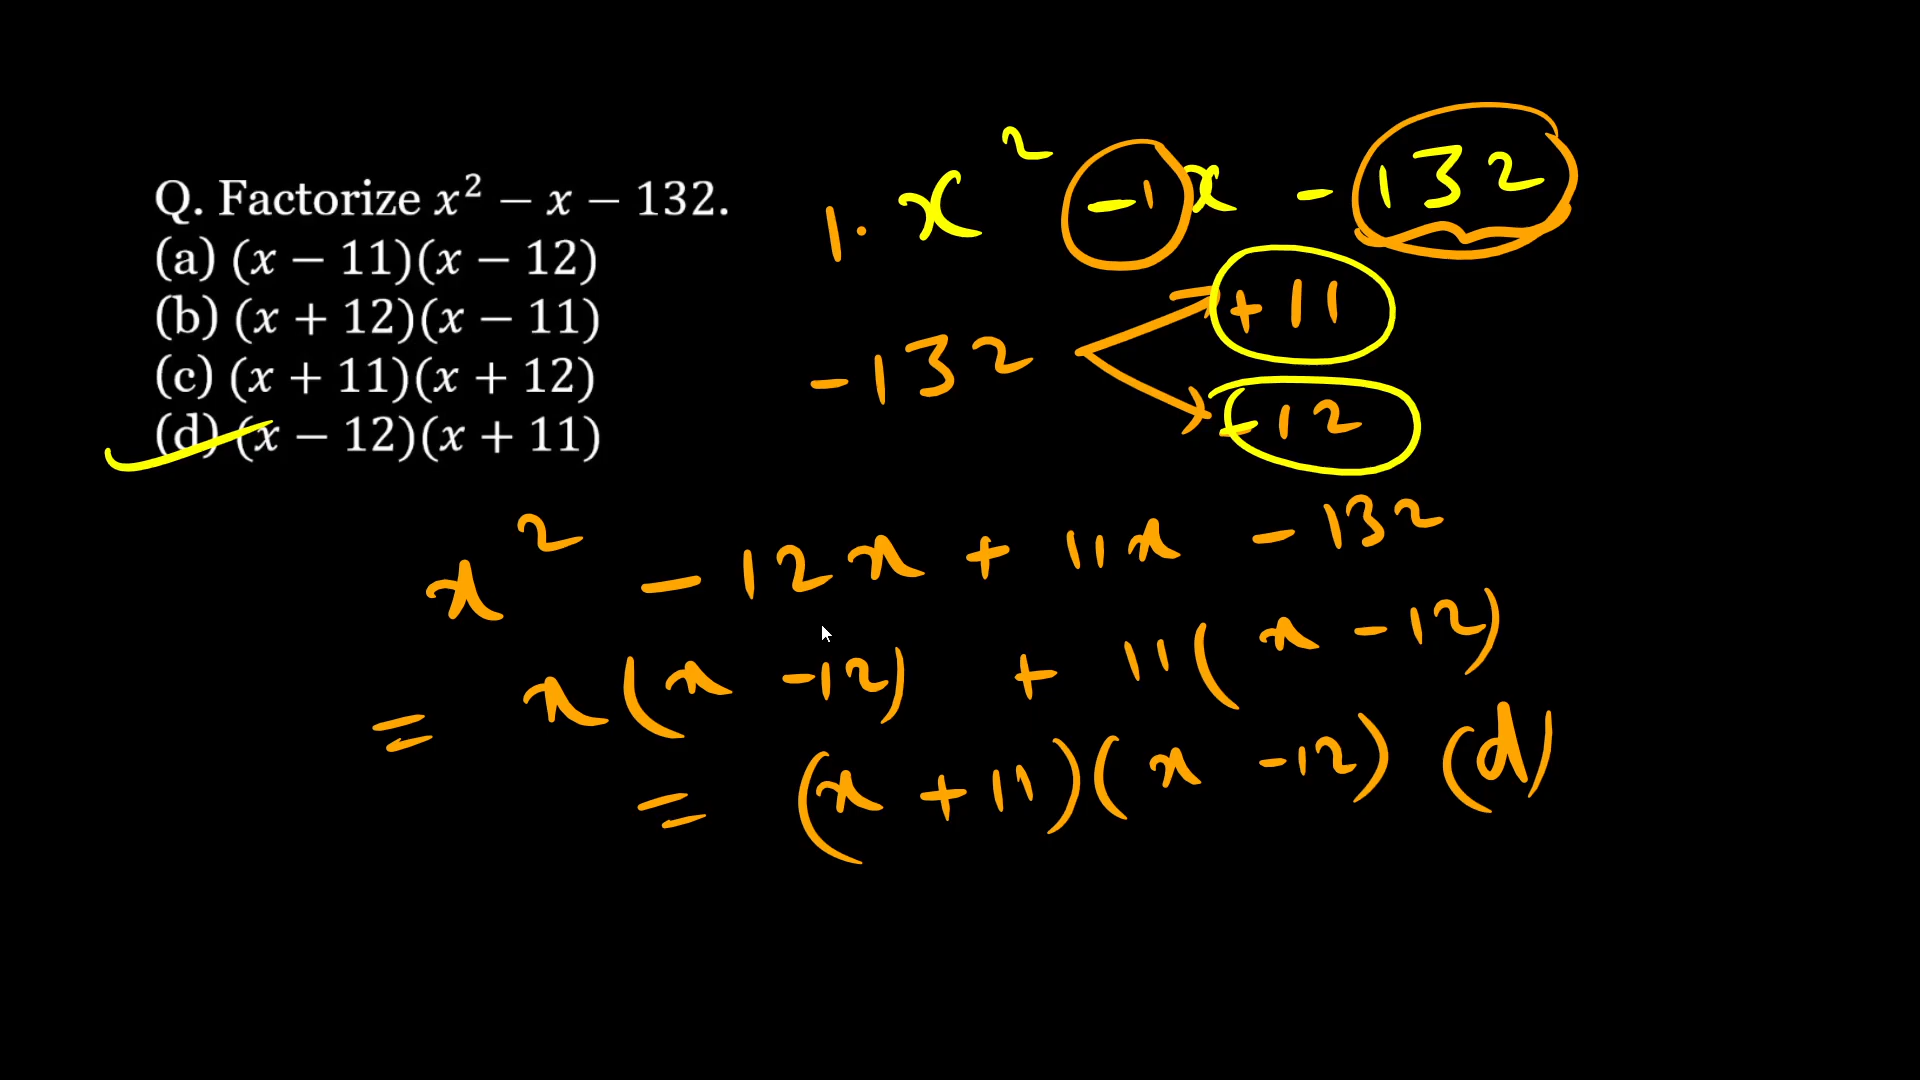 Q. Factorize x² − x − 132.
(a) (x − 11)(x − 12)
(b) (x + 12)(x − 11)
(c) (x + 11)(x + 12)
(d) (x − 12)(x + 11)
1. x² −1x − 132
−132
+11
−12
x² − 12x + 11x − 132
= x(x −12) + 11(x −12)
= (x +11)(x −12) (d)